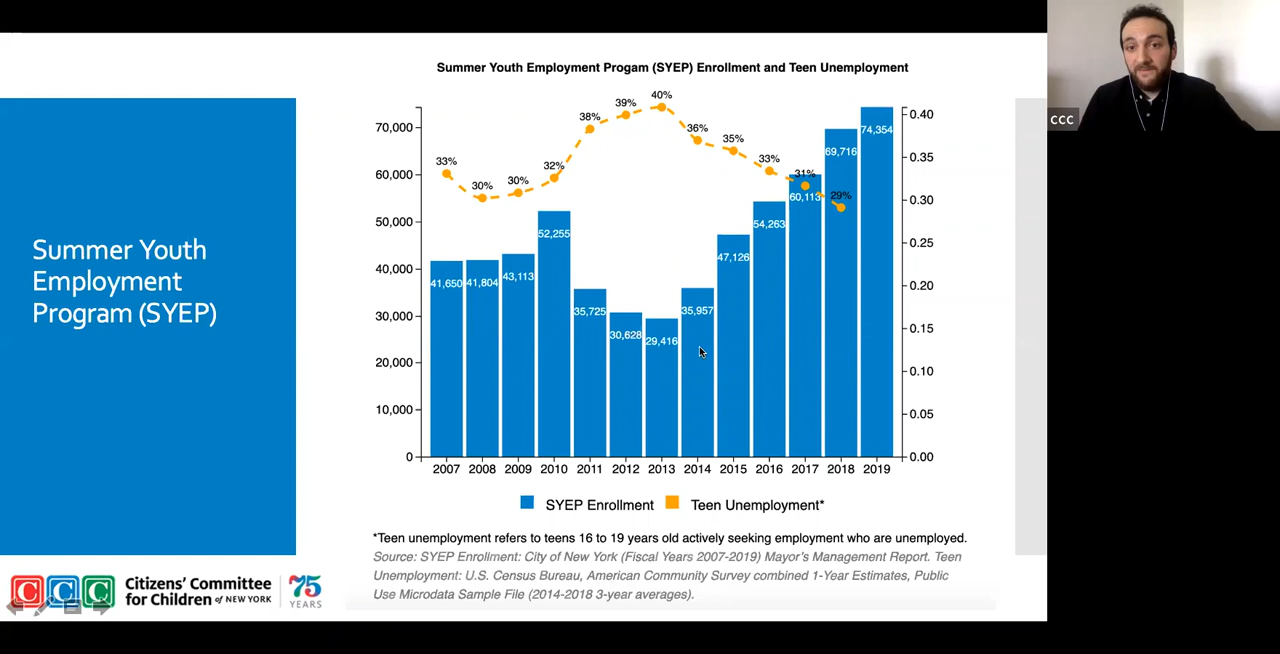 Summer Youth Employment Progam (SYEP) Enrollment and Teen Unemployment
Summer Youth
Employment
Program (SYEP)
70,000
60,000
50,000
40,000
30,000
20,000
10,000
0
33%
30%
30%
32%
38%
39%
40%
36%
35%
33%
31%
29%
41,650
41,804
43,113
52,255
35,725
30,628
29,416
35,957
47,126
54,263
60,113
69,716
74,354
0.40
0.35
0.30
0.25
0.20
0.15
0.10
0.05
0.00
2007 2008 2009 2010 2011 2012 2013 2014 2015 2016 2017 2018 2019
SYEP Enrollment Teen Unemployment*
*Teen unemployment refers to teens 16 to 19 years old actively seeking employment who are unemployed.
Source: SYEP Enrollment: City of New York (Fiscal Years 2007-2019) Mayor's Management Report. Teen
Unemployment: U.S. Census Bureau, American Community Survey combined 1-Year Estimates, Public
Use Microdata Sample File (2014-2018 3-year averages).
CCC
Citizens' Committee
for Children of NEW YORK
75
YEARS
ccc